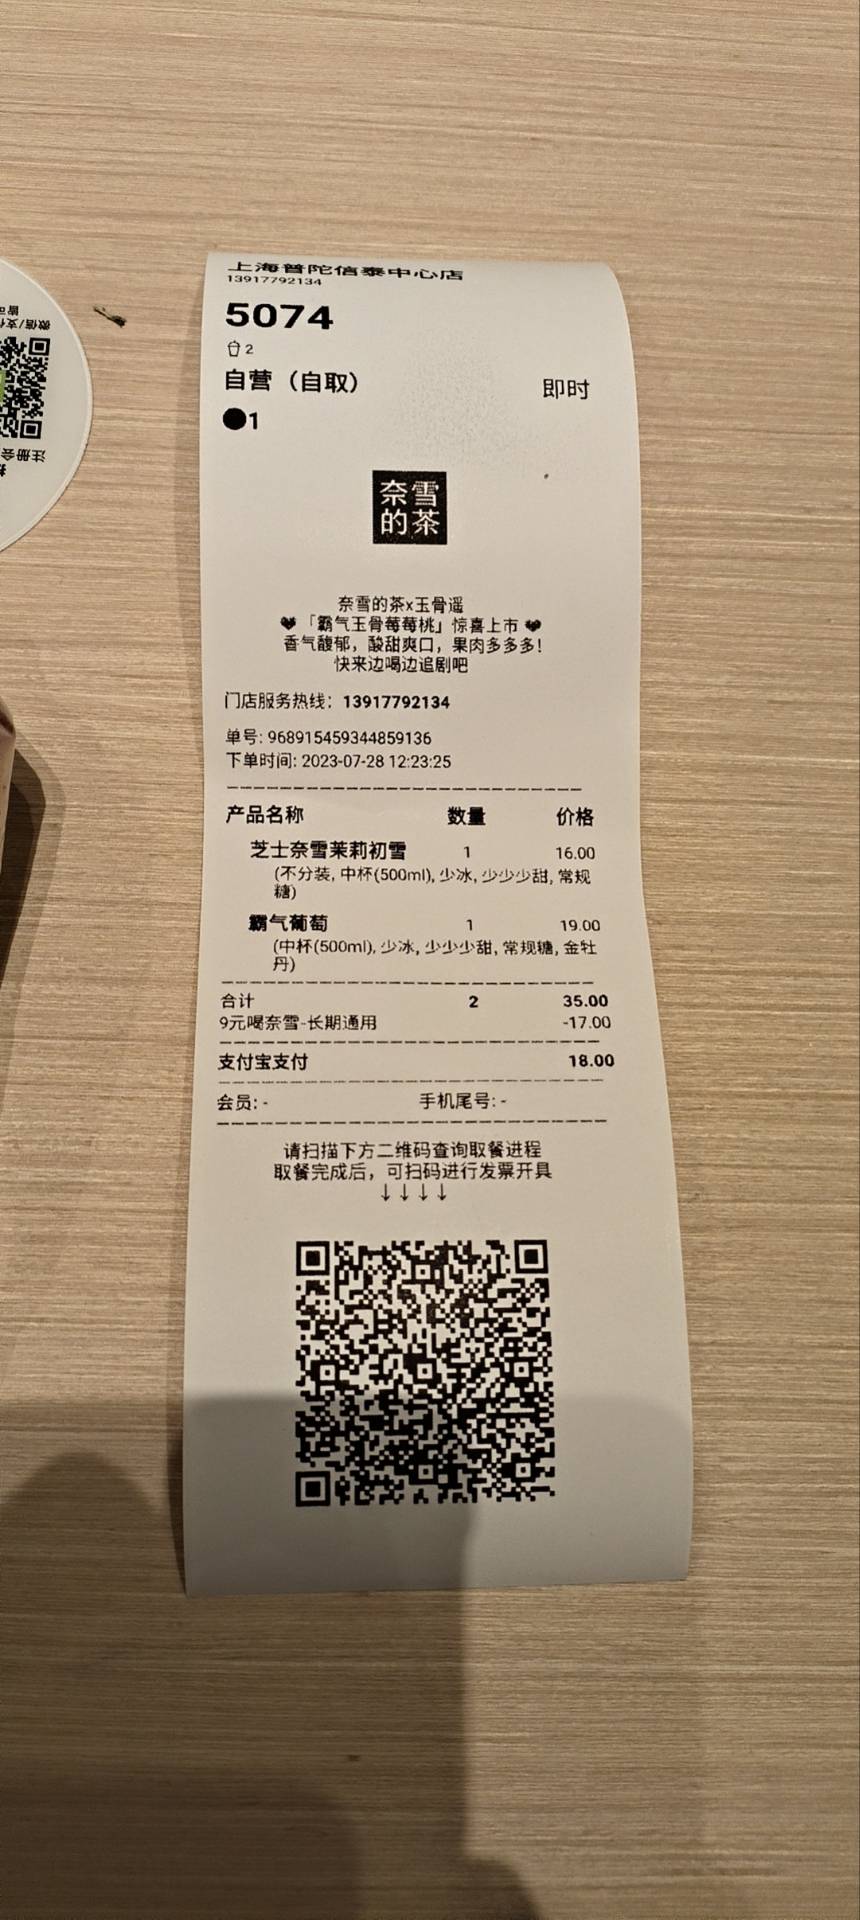 上海普陀信泰中心店
13917792134
5074
2
自营（自取） 即时
●1
奈雪
的茶
奈雪的茶x玉骨遥
♥「霸气玉骨莓莓桃」惊喜上市♥
香气馥郁，酸甜爽口，果肉多多多！
快来边喝边追剧吧
门店服务热线：13917792134
单号: 968915459344859136
下单时间: 2023-07-28 12:23:25
产品名称 数量 价格
芝士奈雪茉莉初雪 1 16.00
(不分装, 中杯(500ml), 少冰, 少少少甜, 常规
糖)
霸气葡萄 1 19.00
(中杯(500ml), 少冰, 少少少甜, 常规糖, 金牡
丹)
合计 2 35.00
9元喝奈雪-长期通用 -17.00
支付宝支付 18.00
会员: - 手机尾号: -
请扫描下方二维码查询取餐进程
取餐完成后，可扫码进行发票开具
↓↓↓↓
微信/支付
注册会